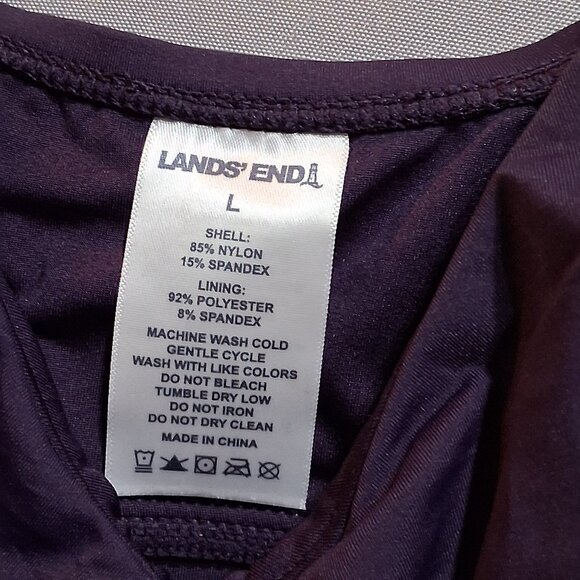 LANDS' END
L
SHELL:
85% NYLON
15% SPANDEX
LINING:
92% POLYESTER
8% SPANDEX
MACHINE WASH COLD
GENTLE CYCLE
WASH WITH LIKE COLORS
DO NOT BLEACH
TUMBLE DRY LOW
DO NOT IRON
DO NOT DRY CLEAN
MADE IN CHINA